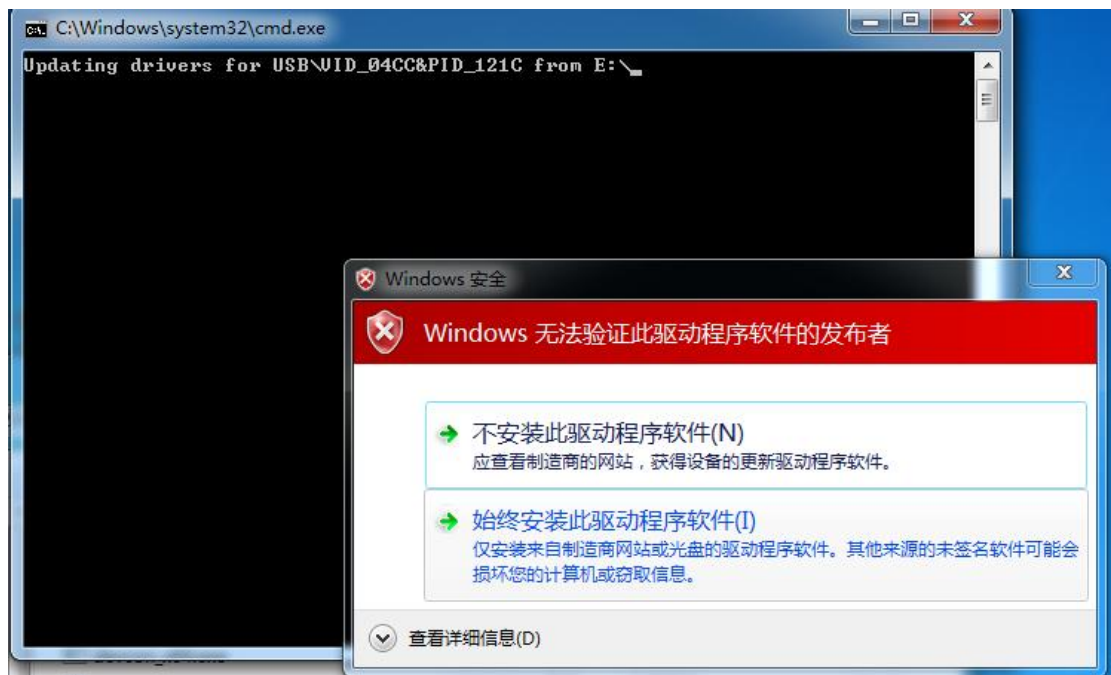 C:\Windows\system32\cmd.exe
Updating drivers for USB\VID_04CC&PID_121C from E:\
Windows 安全
Windows 无法验证此驱动程序软件的发布者
不安装此驱动程序软件(N)
应查看制造商的网站，获得设备的更新驱动程序软件。
始终安装此驱动程序软件(I)
仅安装来自制造商网站或光盘的驱动程序软件。其他来源的未签名软件可能会
损坏您的计算机或窃取信息。
查看详细信息(D)